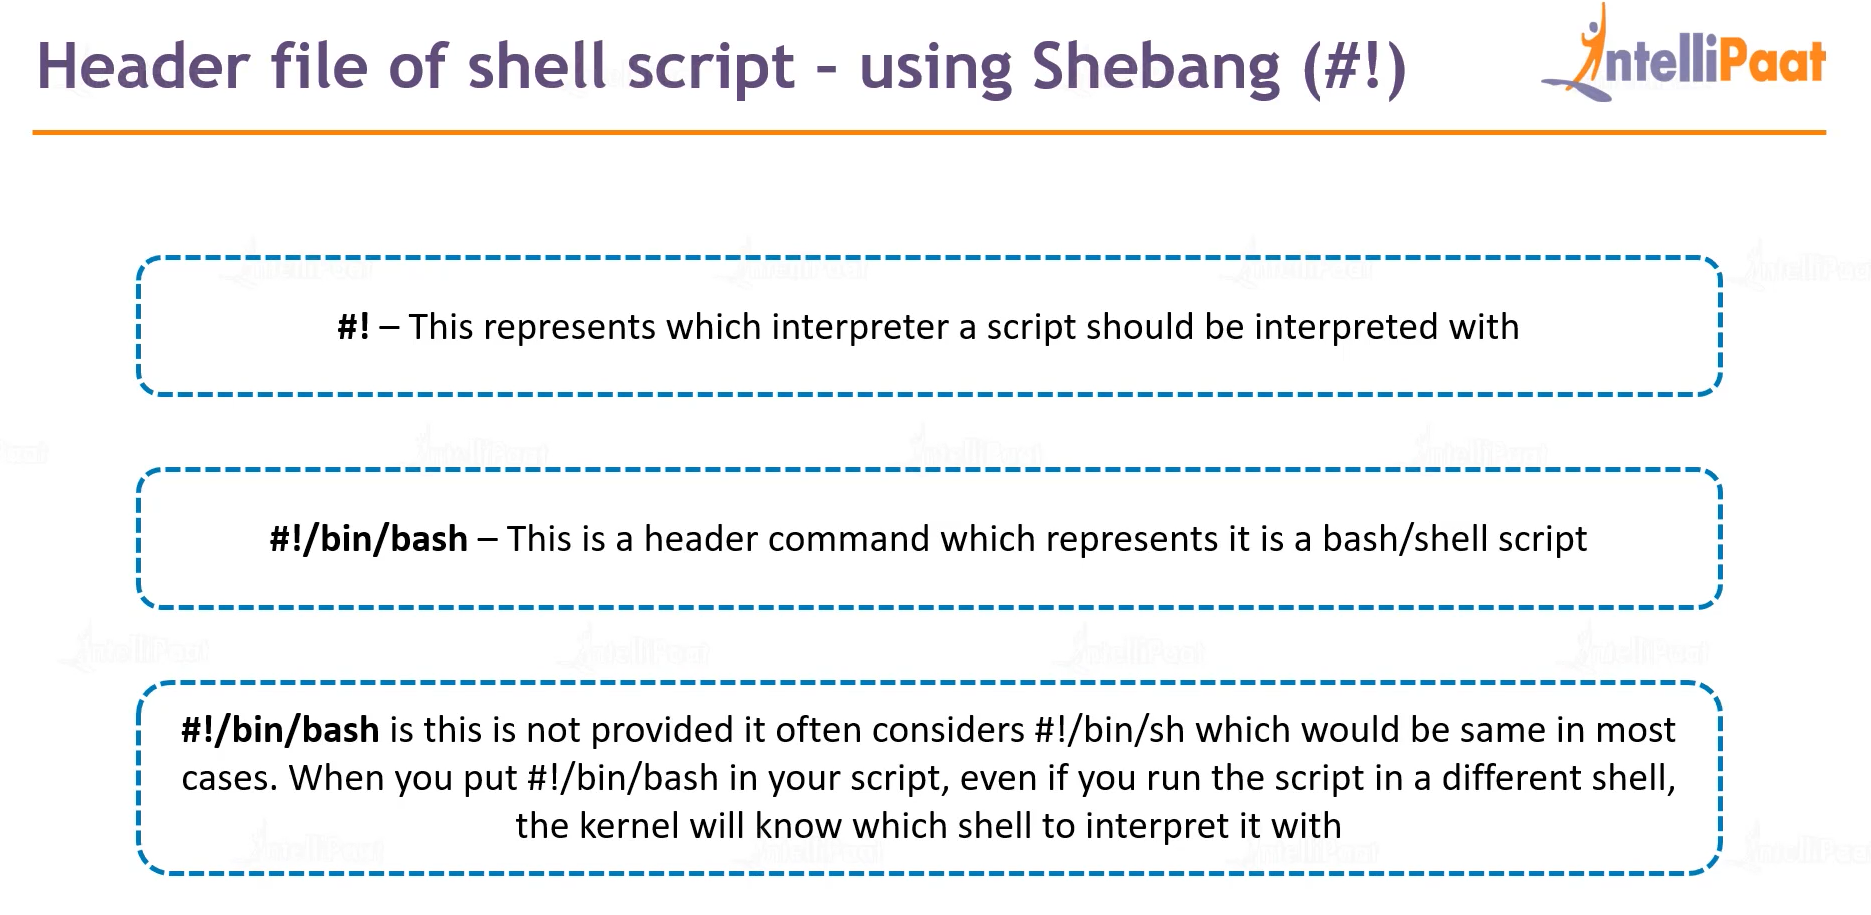 Header file of shell script – using Shebang (#!)
IntelliPaat
#! – This represents which interpreter a script should be interpreted with
#!/bin/bash – This is a header command which represents it is a bash/shell script
#!/bin/bash is this is not provided it often considers #!/bin/sh which would be same in most
cases. When you put #!/bin/bash in your script, even if you run the script in a different shell,
the kernel will know which shell to interpret it with